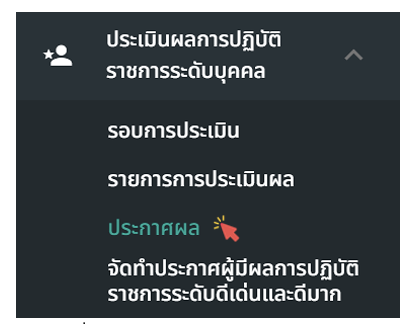 ประเมินผลการปฏิบัติ
ราชการระดับบุคคล
รอบการประเมิน
รายการการประเมินผล
ประกาศผล
จัดทำประกาศผู้มีผลการปฏิบัติ
ราชการระดับดีเด่นและดีมาก